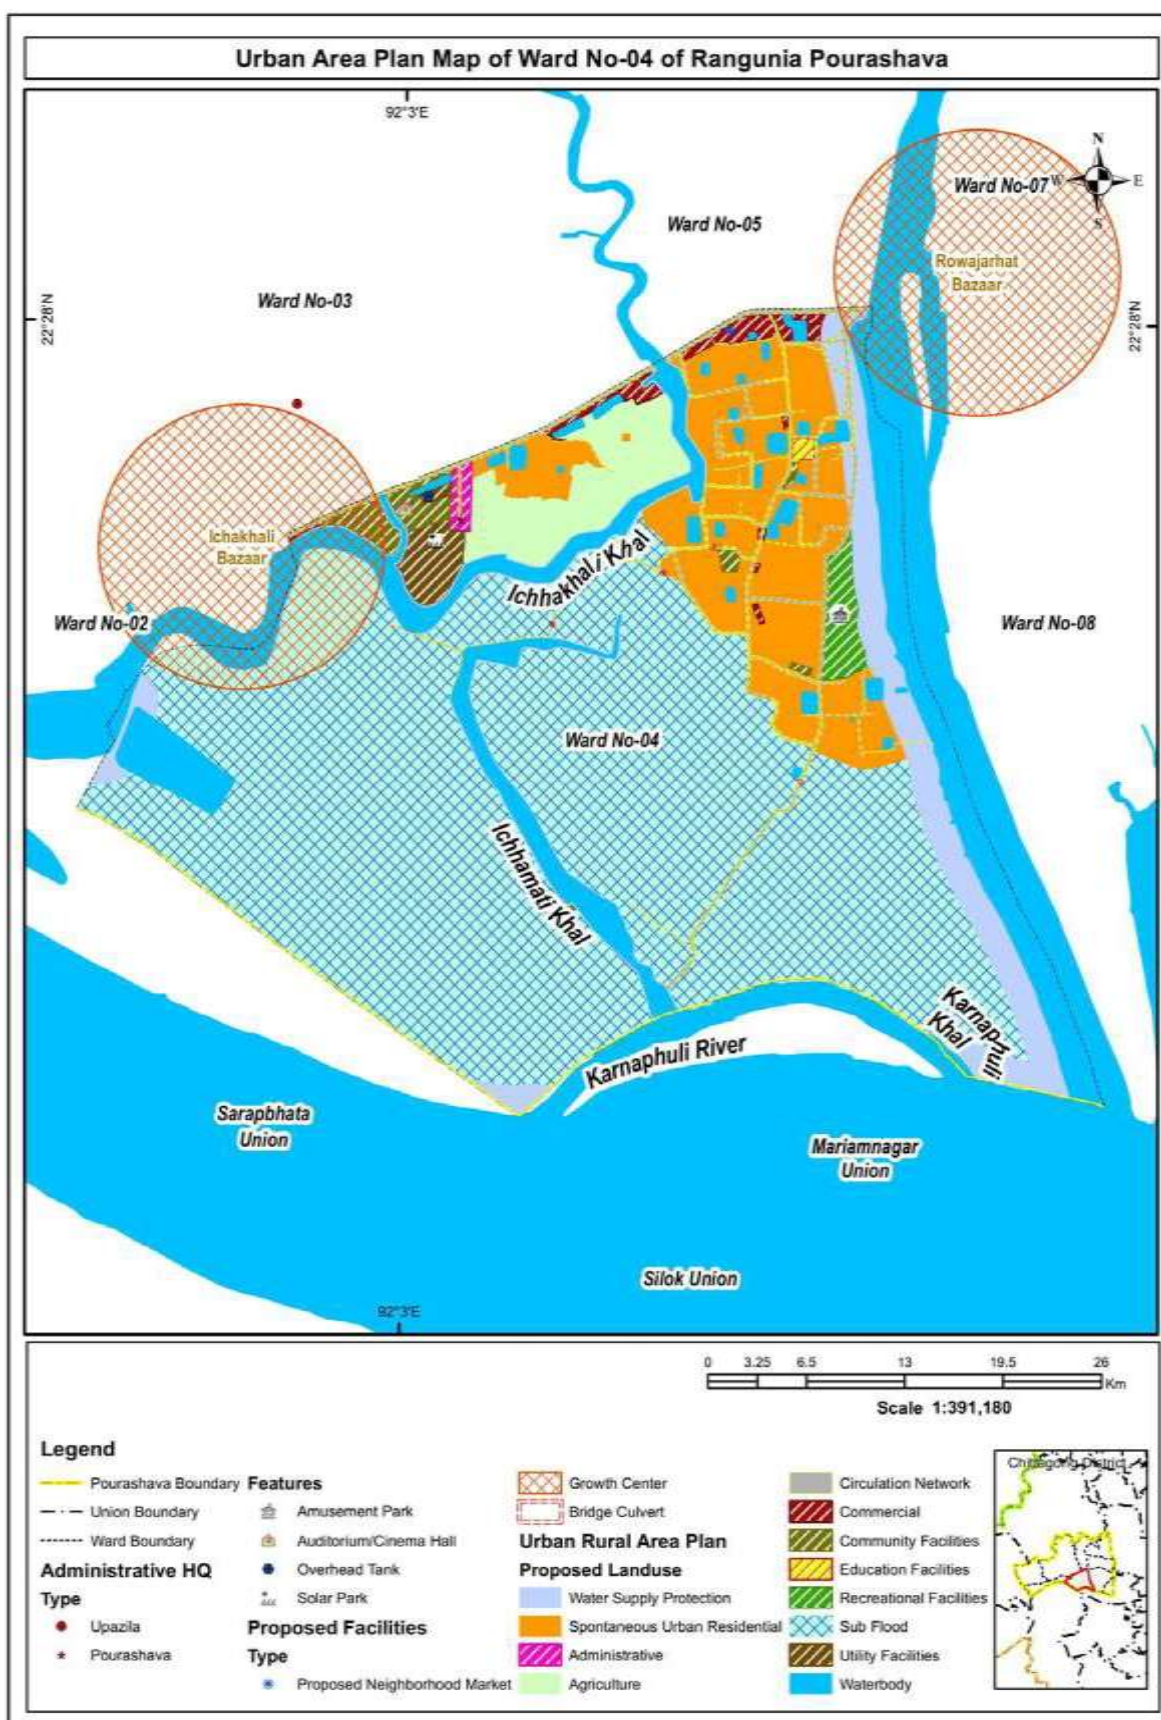 Urban Area Plan Map of Ward No-04 of Rangunia Pourashava
92°3'E
N
W
E
S
Ward No-07
Ward No-05
Rowajarhat
Bazaar
Ward No-03
22°28'N
22°28'N
Ichakhali
Bazaar
Ichhakhali Khal
Ward No-02
Ward No-08
Ward No-04
Ichhamati Khal
Karnaphuli
Khal
Karnaphuli River
Sarapbhata
Union
Mariamnagar
Union
Silok Union
92°3'E
0 3.25 6.5 13 19.5 26
Km
Scale 1:391,180
Legend
Pourashava Boundary
Union Boundary
Ward Boundary
Administrative HQ
Type
Upazila
Pourashava
Features
Amusement Park
Auditorium/Cinema Hall
Overhead Tank
Solar Park
Proposed Facilities
Type
Proposed Neighborhood Market
Growth Center
Bridge Culvert
Urban Rural Area Plan
Proposed Landuse
Water Supply Protection
Spontaneous Urban Residential
Administrative
Agriculture
Circulation Network
Commercial
Community Facilities
Education Facilities
Recreational Facilities
Sub Flood
Utility Facilities
Waterbody
Chittagong District